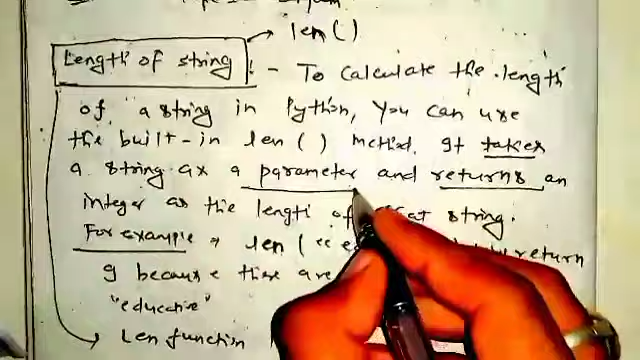 len()
Length of string :- To calculate the length
of a string in Python, you can use
the built-in len () method. It takes
a string as a parameter and returns an
integer as the length of that string.
For example → len ( "e return
9 because there are
"educative"
Len function